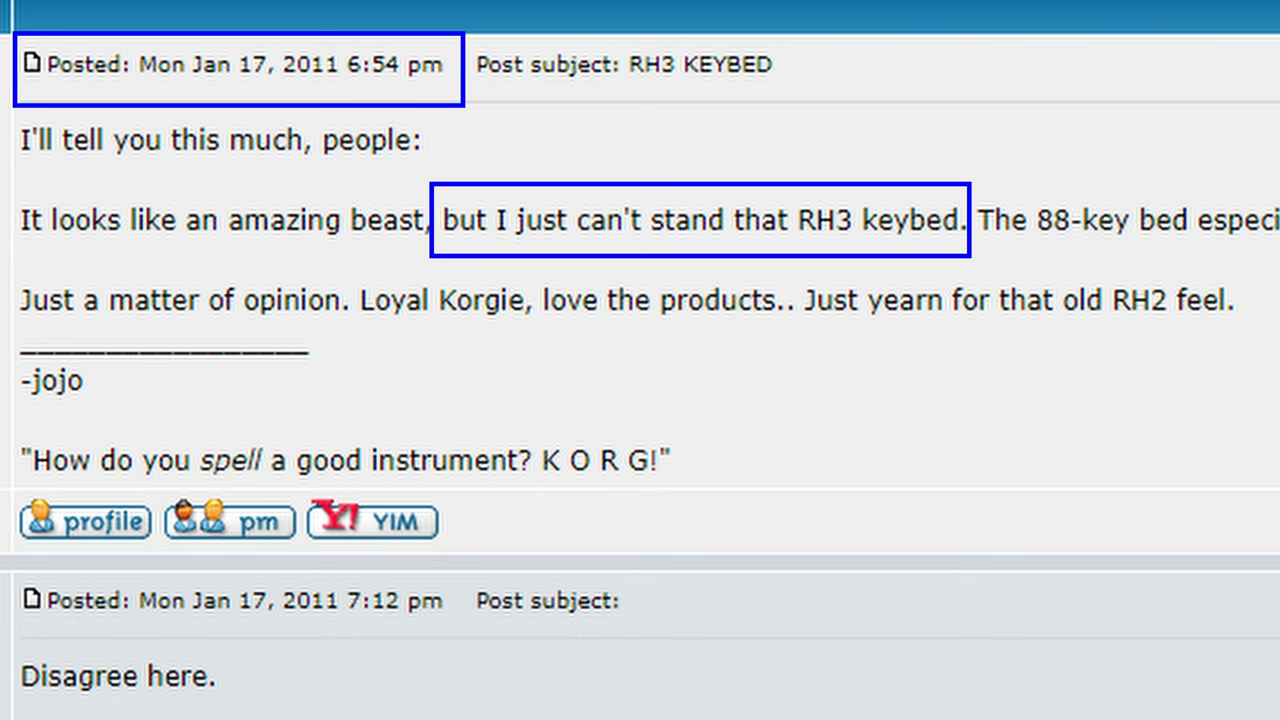 Posted: Mon Jan 17, 2011 6:54 pm Post subject: RH3 KEYBED
I'll tell you this much, people:
It looks like an amazing beast, but I just can't stand that RH3 keybed. The 88-key bed especi
Just a matter of opinion. Loyal Korgie, love the products.. Just yearn for that old RH2 feel.
_________________
-jojo
"How do you spell a good instrument? K O R G!"
profile pm Y! YIM
Posted: Mon Jan 17, 2011 7:12 pm Post subject:
Disagree here.